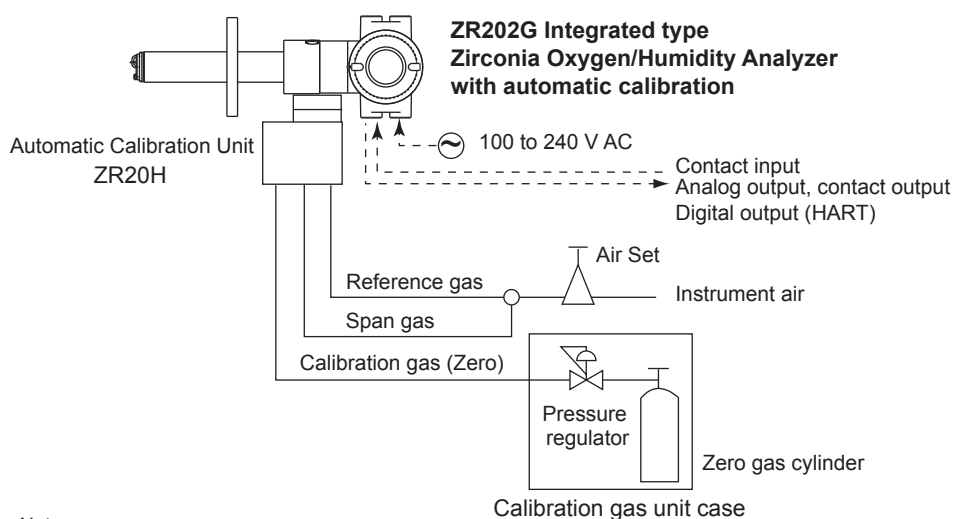 ZR202G Integrated type
Zirconia Oxygen/Humidity Analyzer
with automatic calibration
Automatic Calibration Unit
ZR20H
100 to 240 V AC
Contact input
Analog output, contact output
Digital output (HART)
Air Set
Reference gas
Instrument air
Span gas
Calibration gas (Zero)
Pressure
regulator
Zero gas cylinder
Calibration gas unit case